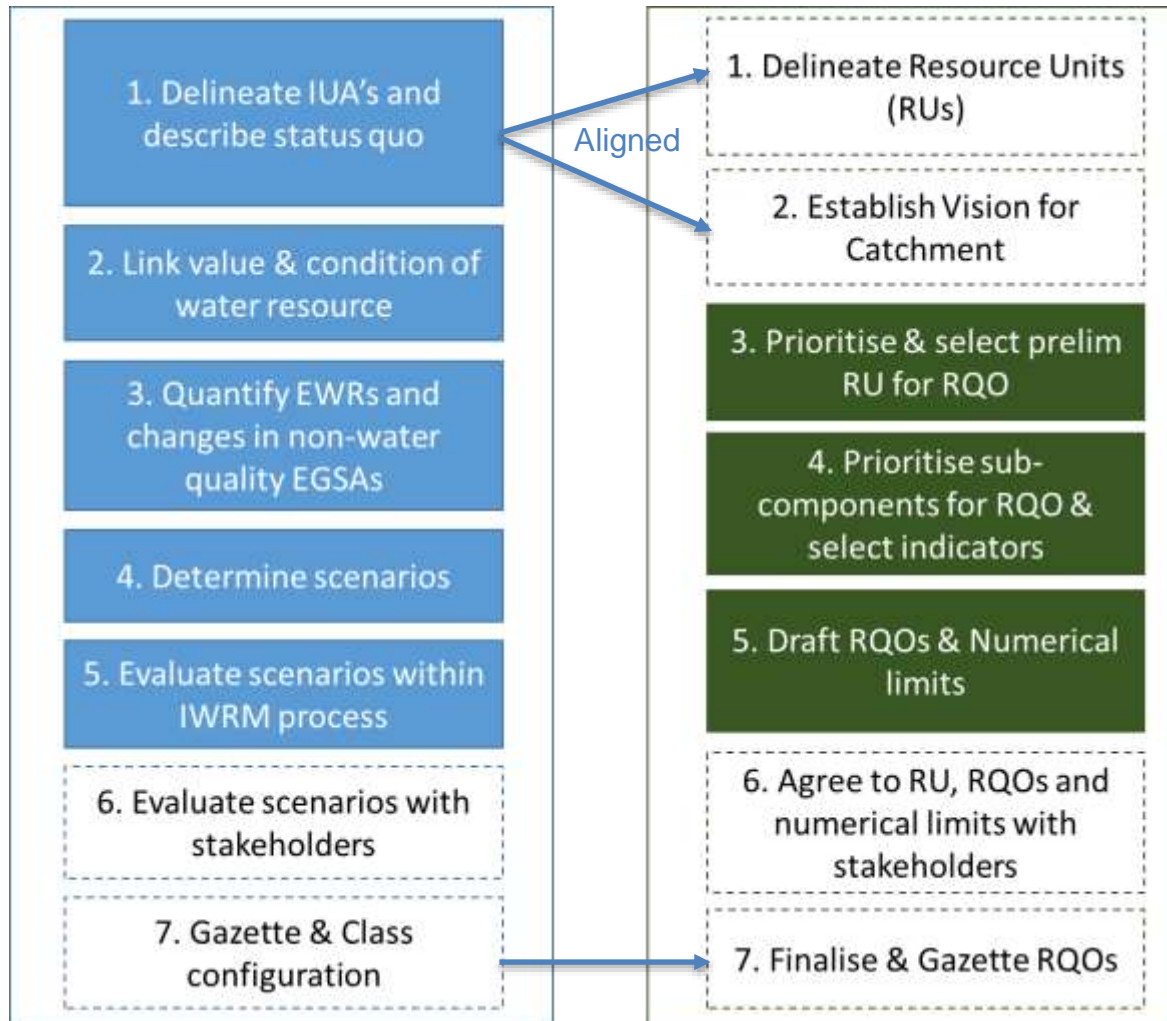 1. Delineate IUA's and
describe status quo
2. Link value & condition of
water resource
3. Quantify EWRs and
changes in non-water
quality EGSAs
4. Determine scenarios
5. Evaluate scenarios within
IWRM process
6. Evaluate scenarios with
stakeholders
7. Gazette & Class
configuration
Aligned
1. Delineate Resource Units
(RUs)
2. Establish Vision for
Catchment
3. Prioritise & select prelim
RU for RQO
4. Prioritise sub-
components for RQO &
select indicators
5. Draft RQOs & Numerical
limits
6. Agree to RU, RQOs and
numerical limits with
stakeholders
7. Finalise & Gazette RQOs